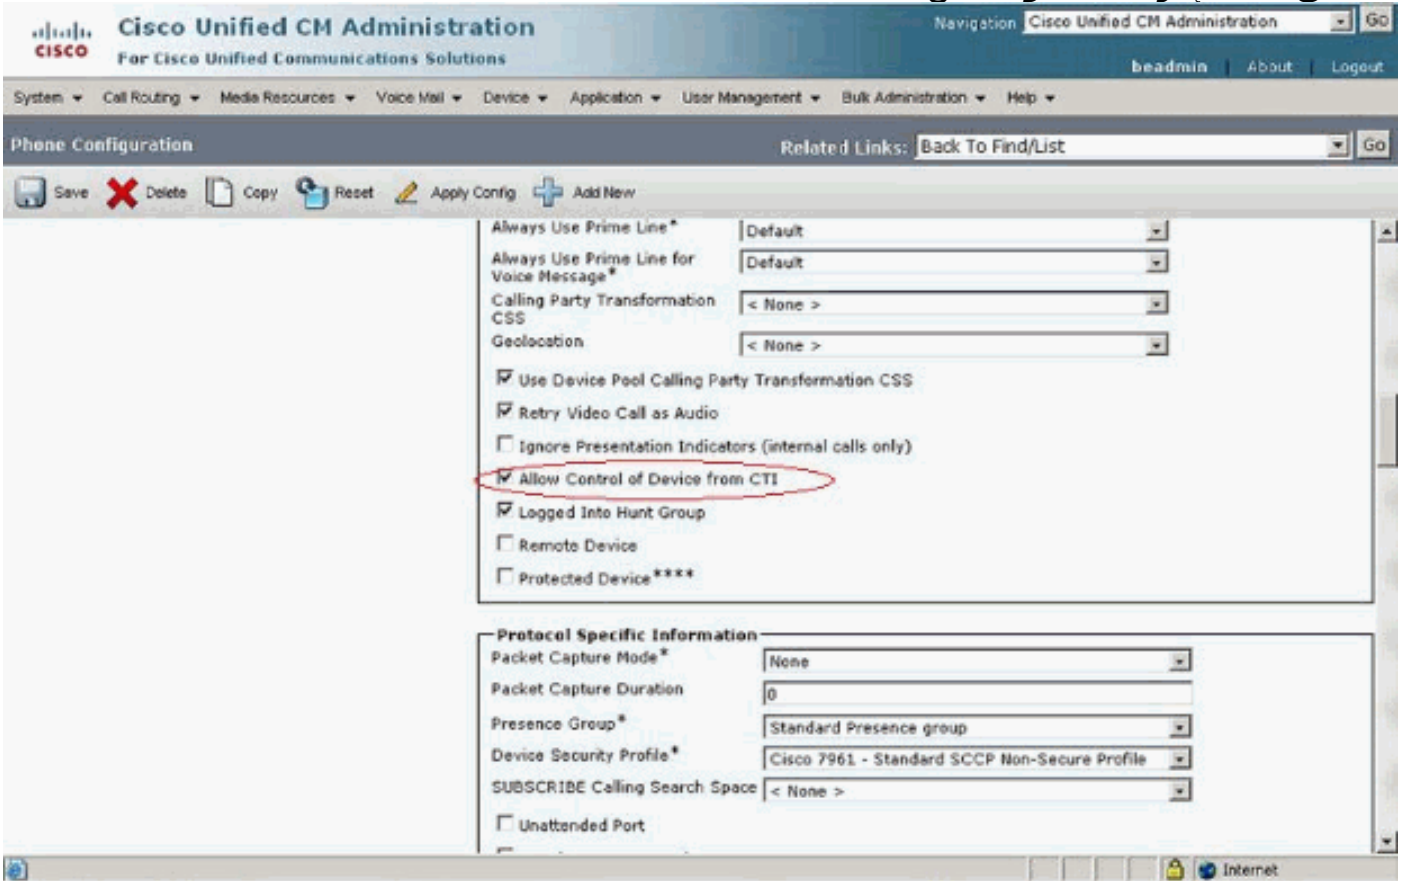 Cisco Unified CM Administration
For Cisco Unified Communications Solutions
CISCO
Navigation Cisco Unified CM Administration Go
beadmin | About | Logout
System Call Routing Media Resources Voice Mail Device Application User Management Bulk Administration Help
Phone Configuration
Related Links: Back To Find/List Go
Save Delete Copy Reset Apply Config Add New
Always Use Prime Line* Default
Always Use Prime Line for
Voice Message* Default
Calling Party Transformation
CSS < None >
Geolocation < None >
Use Device Pool Calling Party Transformation CSS
Retry Video Call as Audio
Ignore Presentation Indicators (internal calls only)
Allow Control of Device from CTI
Logged Into Hunt Group
Remote Device
Protected Device****
Protocol Specific Information
Packet Capture Mode* None
Packet Capture Duration 0
Presence Group* Standard Presence group
Device Security Profile* Cisco 7961 - Standard SCCP Non-Secure Profile
SUBSCRIBE Calling Search Space < None >
Unattended Port
Internet